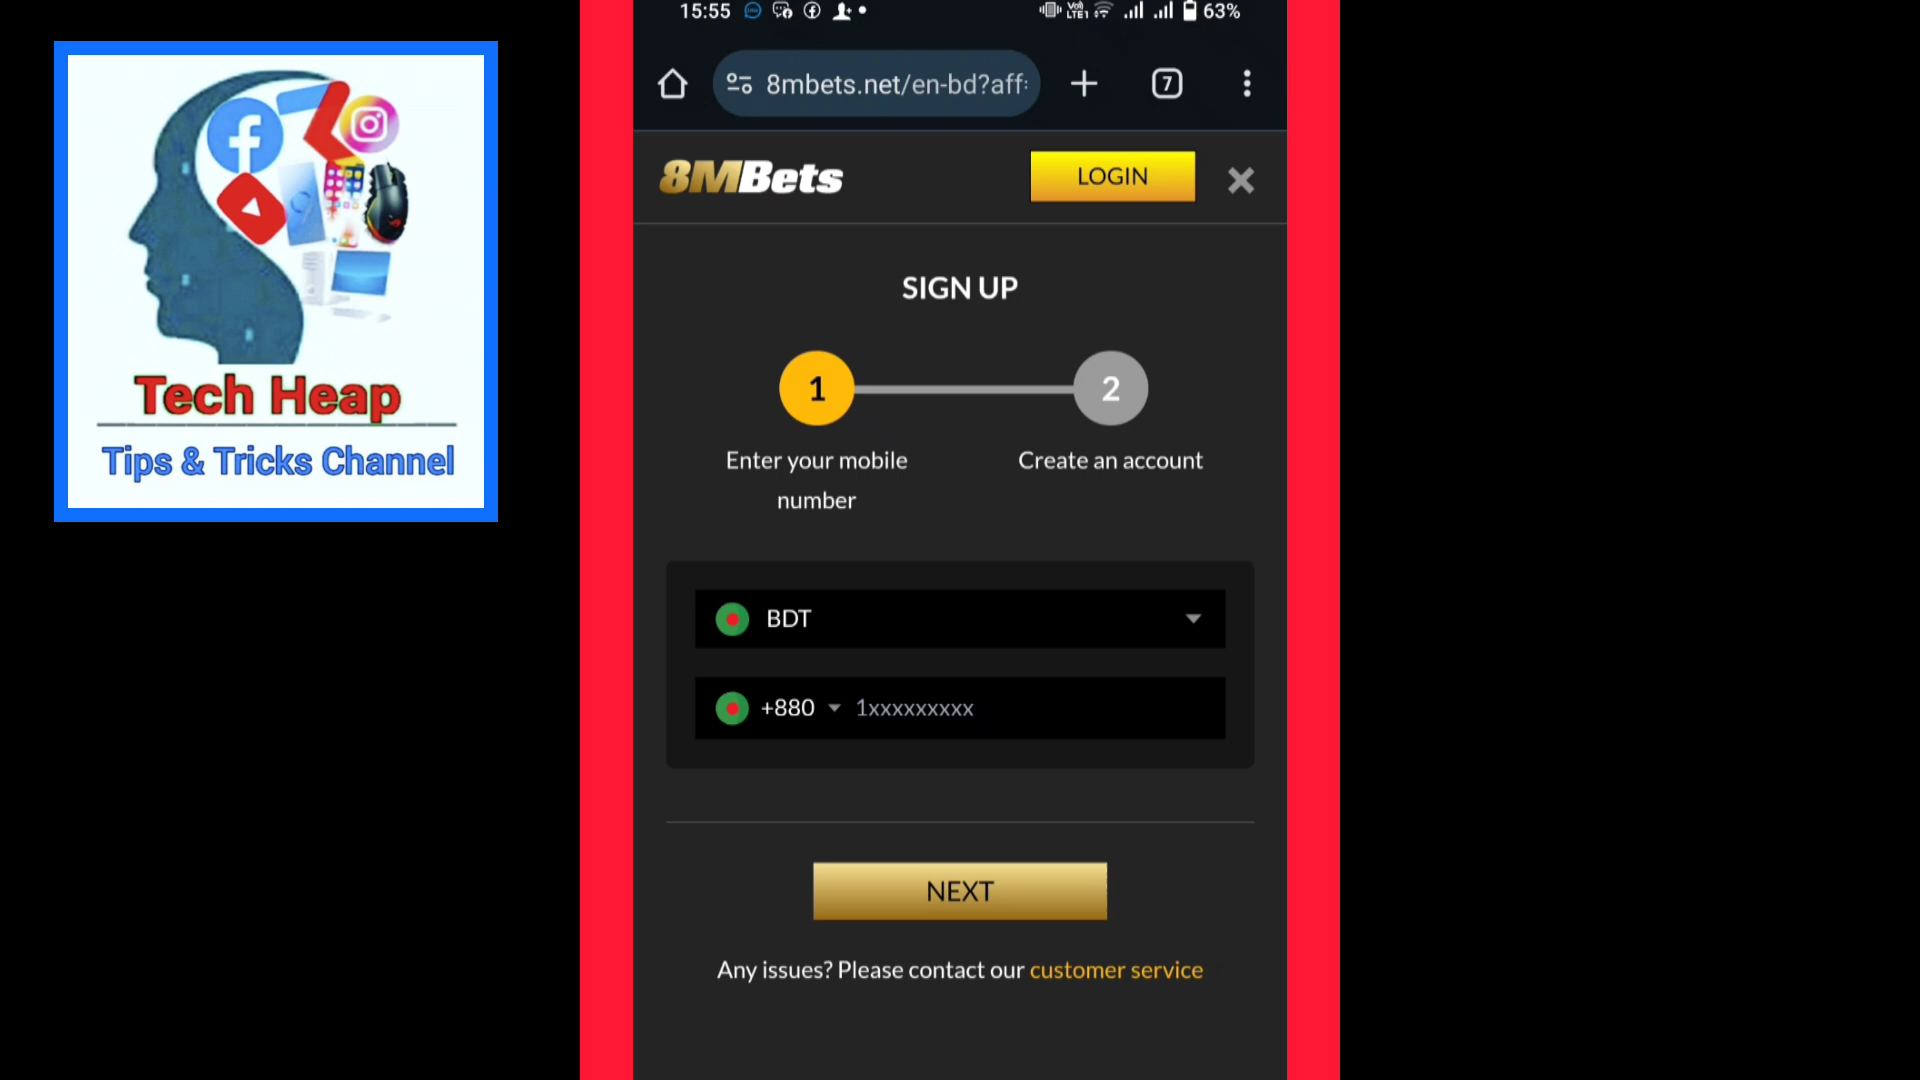 Tech Heap
Tips & Tricks Channel
15:55
63%
8mbets.net/en-bd?aff
7
8MBets
LOGIN
SIGN UP
1
2
Enter your mobile
number
Create an account
BDT
+880
1xxxxxxxxx
NEXT
Any issues? Please contact our customer service